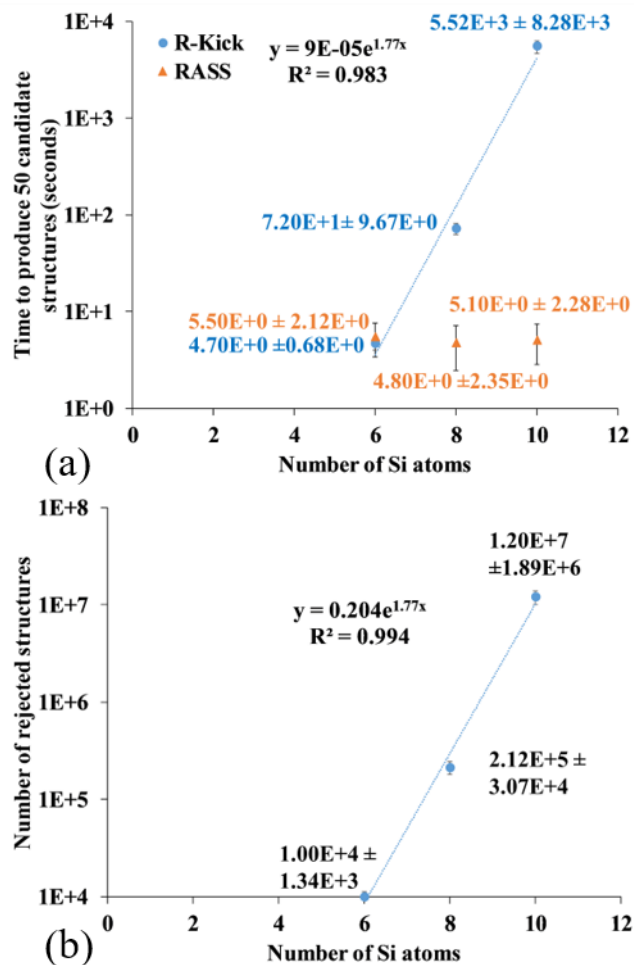 1E+4
1E+3
1E+2
1E+1
1E+0
Time to produce 50 candidate
structures (seconds)
R-Kick
RASS
y = 9E-05e^1.77x
R² = 0.983
5.52E+3 ± 8.28E+3
7.20E+1± 9.67E+0
5.50E+0 ± 2.12E+0
4.70E+0 ±0.68E+0
5.10E+0 ± 2.28E+0
4.80E+0 ±2.35E+0
0 2 4 6 8 10 12
Number of Si atoms
(a)
1E+8
1E+7
1E+6
1E+5
1E+4
Number of rejected structures
1.20E+7
±1.89E+6
y = 0.204e^1.77x
R² = 0.994
2.12E+5 ±
3.07E+4
1.00E+4 ±
1.34E+3
0 2 4 6 8 10 12
Number of Si atoms
(b)